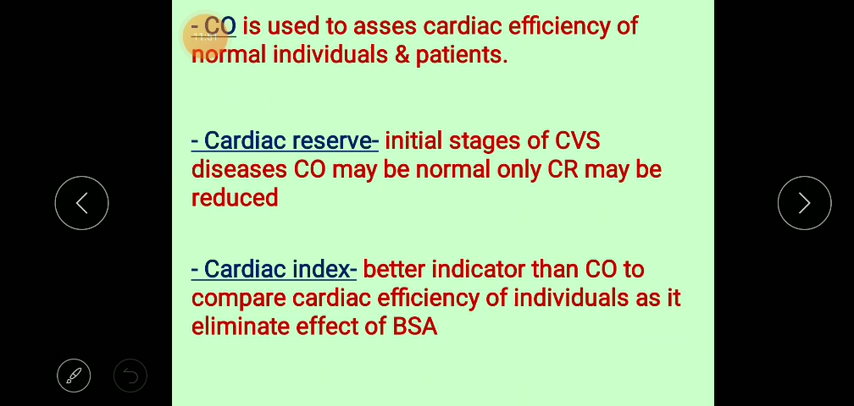 - CO is used to asses cardiac efficiency of
normal individuals & patients.
- Cardiac reserve- initial stages of CVS
diseases CO may be normal only CR may be
reduced
- Cardiac index- better indicator than CO to
compare cardiac efficiency of individuals as it
eliminate effect of BSA